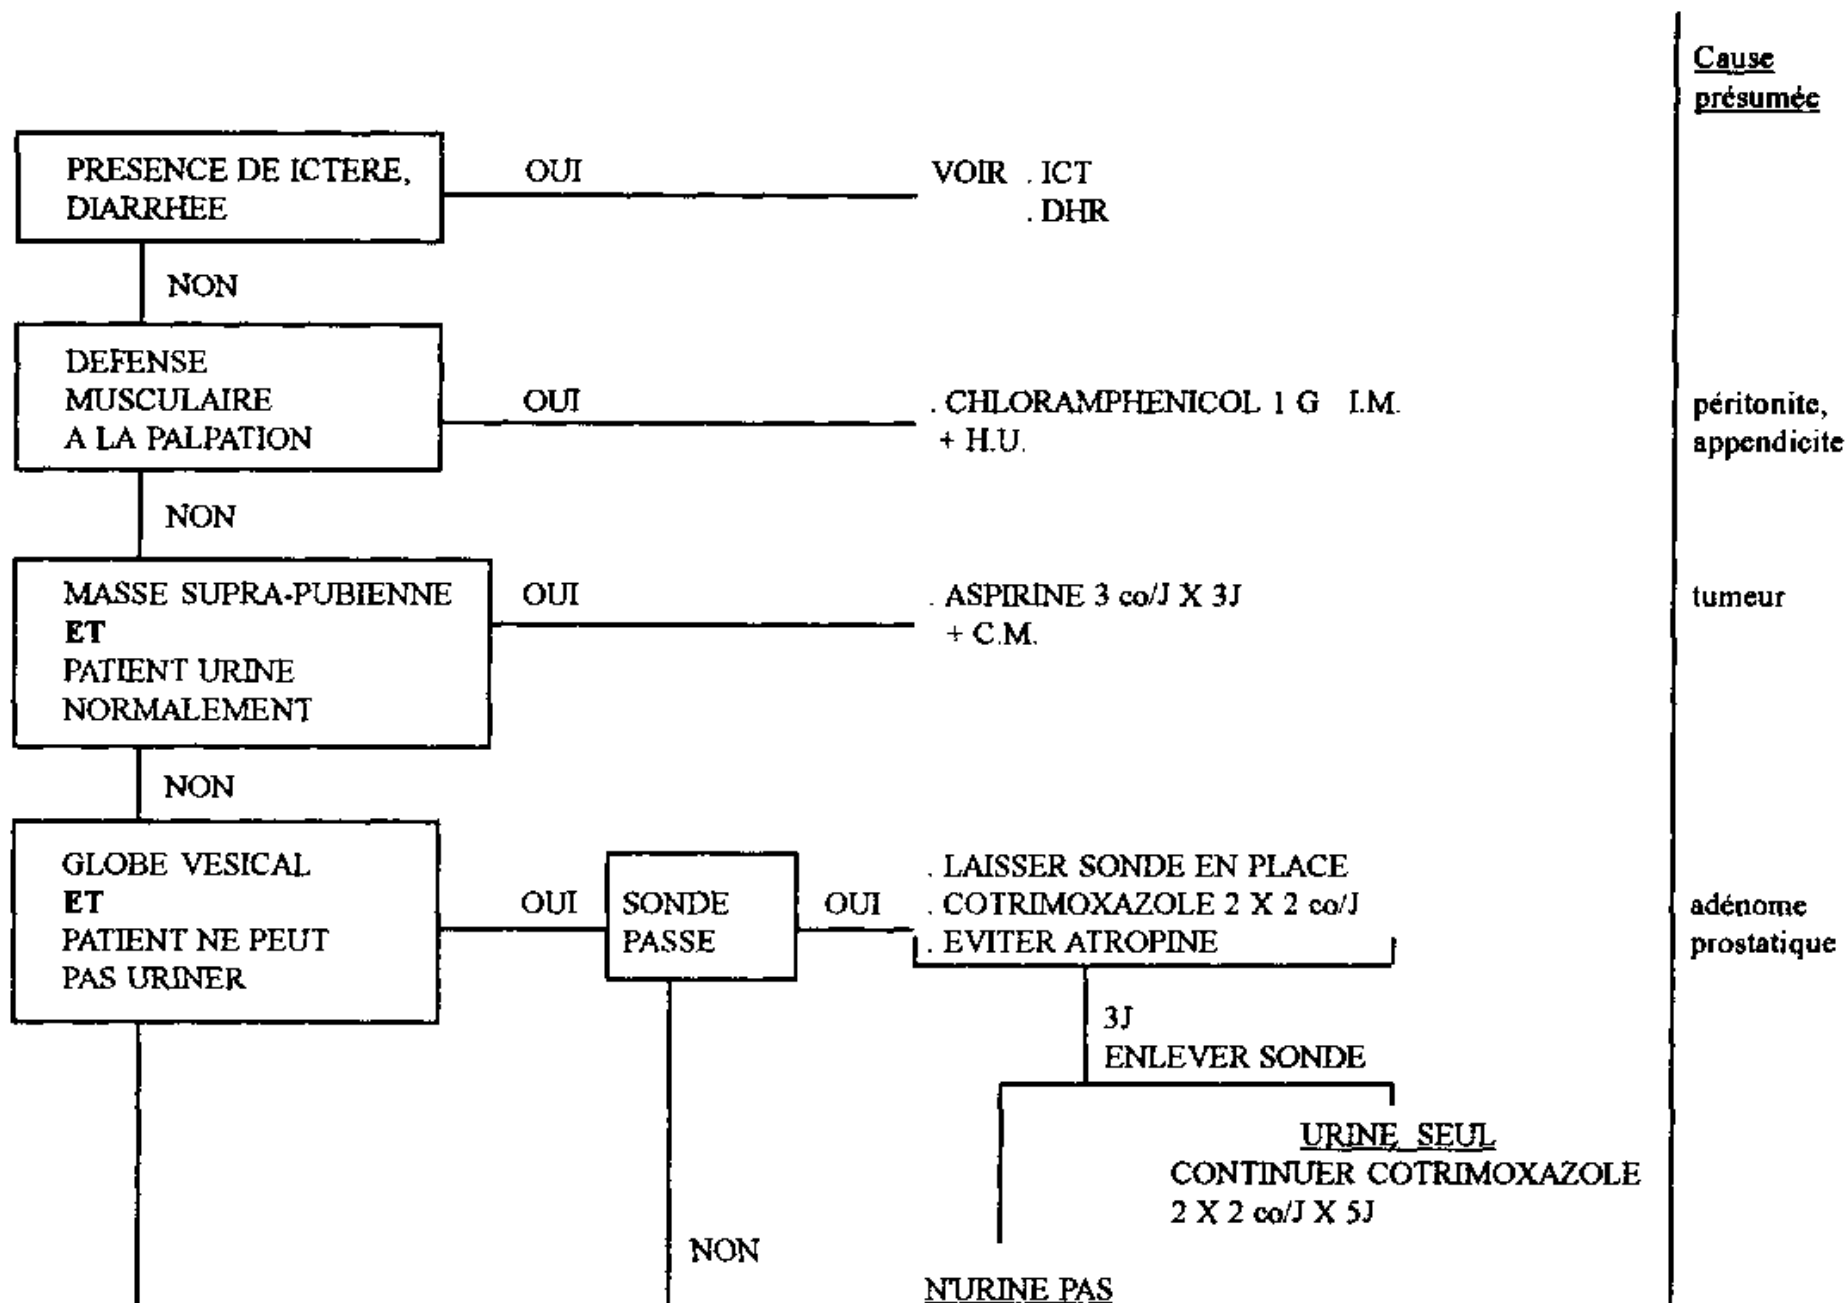 Cause
présumée
PRESENCE DE ICTERE,
DIARRHEE
OUI
VOIR . ICT
. DHR
NON
DEFENSE
MUSCULAIRE
A LA PALPATION
OUI
. CHLORAMPHENICOL 1 G I.M.
+ H.U.
péritonite,
appendicite
NON
MASSE SUPRA-PUBIENNE
ET
PATIENT URINE
NORMALEMENT
OUI
. ASPIRINE 3 co/J X 3J
+ C.M.
tumeur
NON
GLOBE VESICAL
ET
PATIENT NE PEUT
PAS URINER
OUI
SONDE
PASSE
OUI
. LAISSER SONDE EN PLACE
. COTRIMOXAZOLE 2 X 2 co/J
. EVITER ATROPINE
adénome
prostatique
3J
ENLEVER SONDE
URINE SEUL
CONTINUER COTRIMOXAZOLE
2 X 2 co/J X 5J
NON
N'URINE PAS